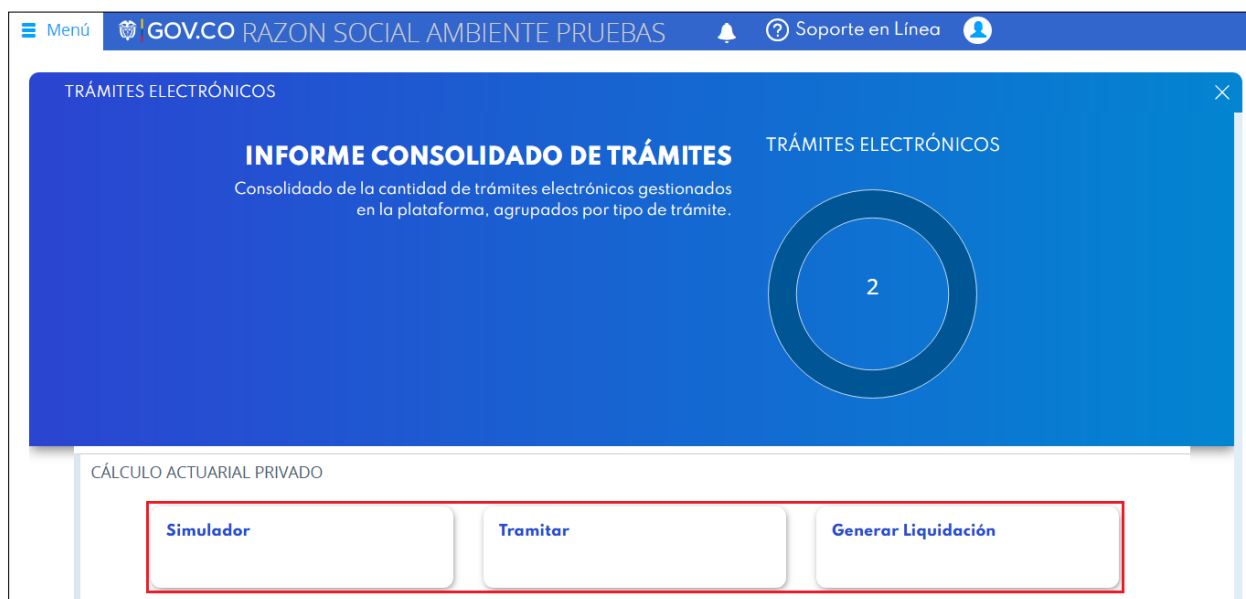 Menú GOV.CO RAZON SOCIAL AMBIENTE PRUEBAS Soporte en Línea
TRÁMITES ELECTRÓNICOS
INFORME CONSOLIDADO DE TRÁMITES
Consolidado de la cantidad de trámites electrónicos gestionados
en la plataforma, agrupados por tipo de trámite.
TRÁMITES ELECTRÓNICOS
2
CÁLCULO ACTUARIAL PRIVADO
Simulador Tramitar Generar Liquidación